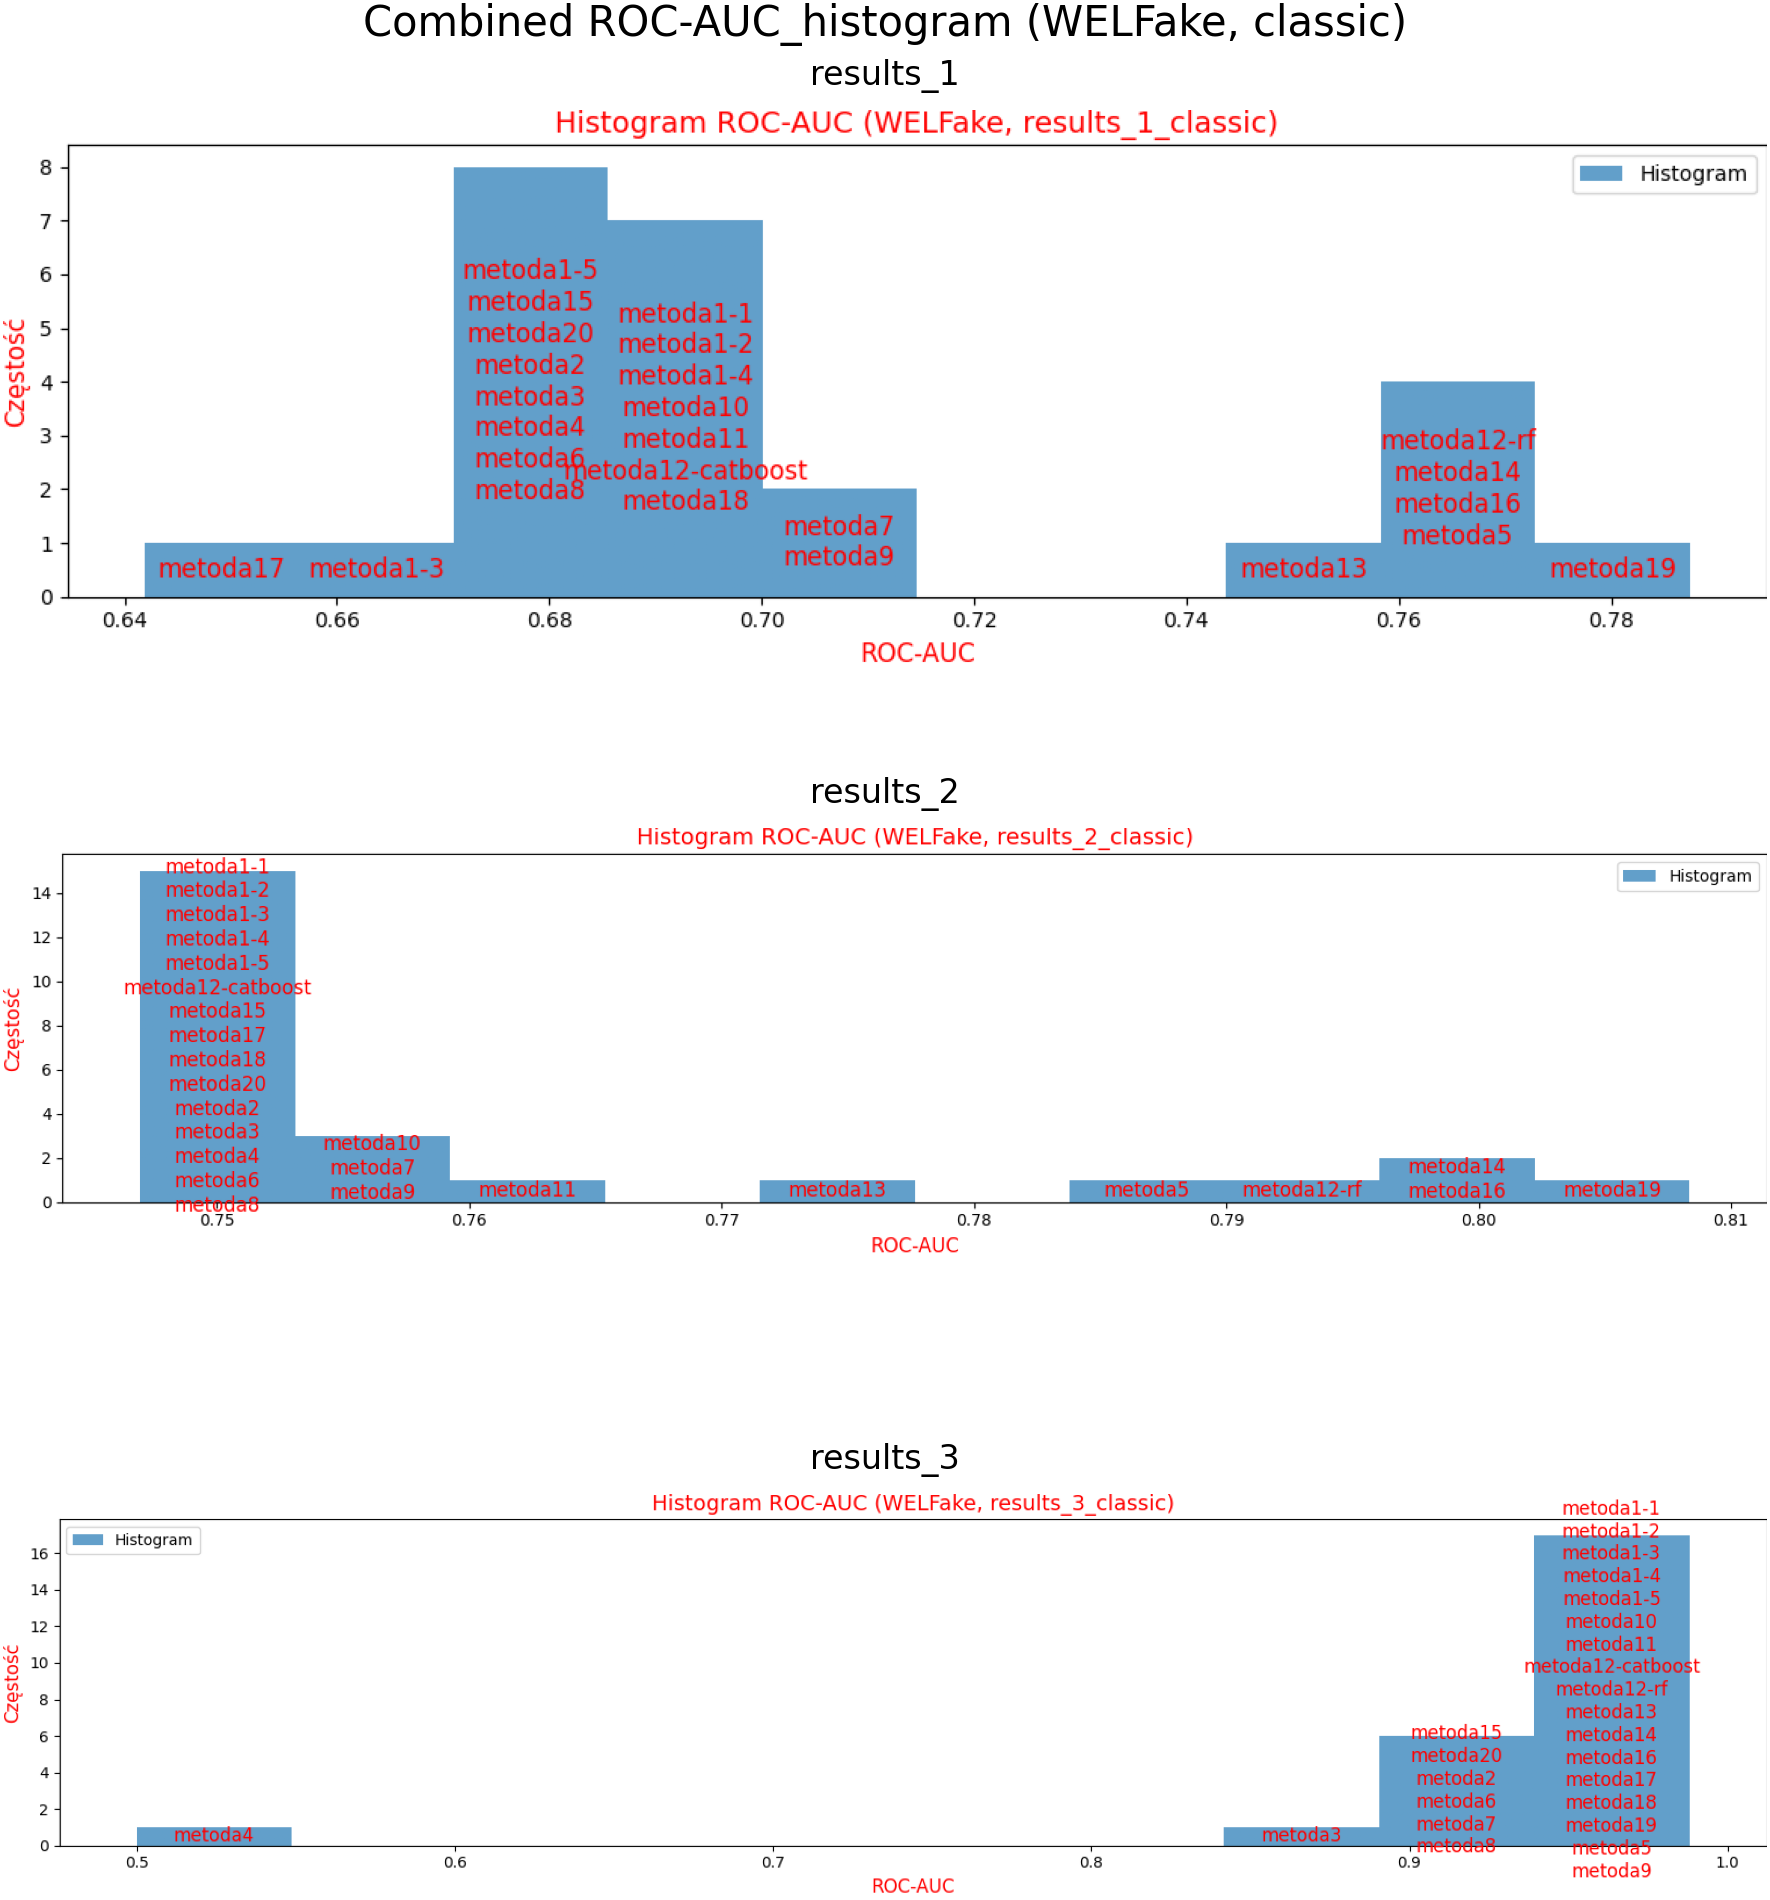 Combined ROC-AUC_histogram (WELFake, classic)
results_1
Histogram ROC-AUC (WELFake, results_1_classic)
Histogram
Częstość
8
7
6
5
4
3
2
1
0
metoda17
metoda1-3
metoda1-5
metoda15
metoda20
metoda2
metoda3
metoda4
metoda6
metoda8
metoda1-1
metoda1-2
metoda1-4
metoda10
metoda11
metoda12-catboost
metoda18
metoda7
metoda9
metoda13
metoda12-rf
metoda14
metoda16
metoda5
metoda19
0.64 0.66 0.68 0.70 0.72 0.74 0.76 0.78
ROC-AUC
results_2
Histogram ROC-AUC (WELFake, results_2_classic)
Histogram
Częstość
14
12
10
8
6
4
2
0
metoda1-1
metoda1-2
metoda1-3
metoda1-4
metoda1-5
metoda12-catboost
metoda15
metoda17
metoda18
metoda20
metoda2
metoda3
metoda4
metoda6
metoda8
metoda10
metoda7
metoda9
metoda11
metoda13
metoda5
metoda12-rf
metoda14
metoda16
metoda19
0.75 0.76 0.77 0.78 0.79 0.80 0.81
ROC-AUC
results_3
Histogram ROC-AUC (WELFake, results_3_classic)
Histogram
Częstość
16
14
12
10
8
6
4
2
0
metoda4
metoda3
metoda15
metoda20
metoda2
metoda6
metoda7
metoda8
metoda1-1
metoda1-2
metoda1-3
metoda1-4
metoda1-5
metoda10
metoda11
metoda12-catboost
metoda12-rf
metoda13
metoda14
metoda16
metoda17
metoda18
metoda19
metoda5
metoda9
0.5 0.6 0.7 0.8 0.9 1.0
ROC-AUC